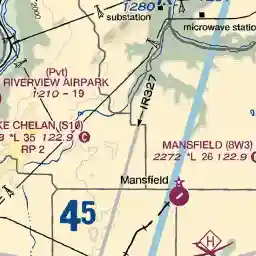 2000
1280
substation
microwave station
(Pvt)
RIVERVIEW AIRPARK
1210 - 19
IR327
KE CHELAN (S10)
*L 35 122.9 C
RP 2
MANSFIELD (8W3)
2272 *L 26 122.9
Mansfield
45
H